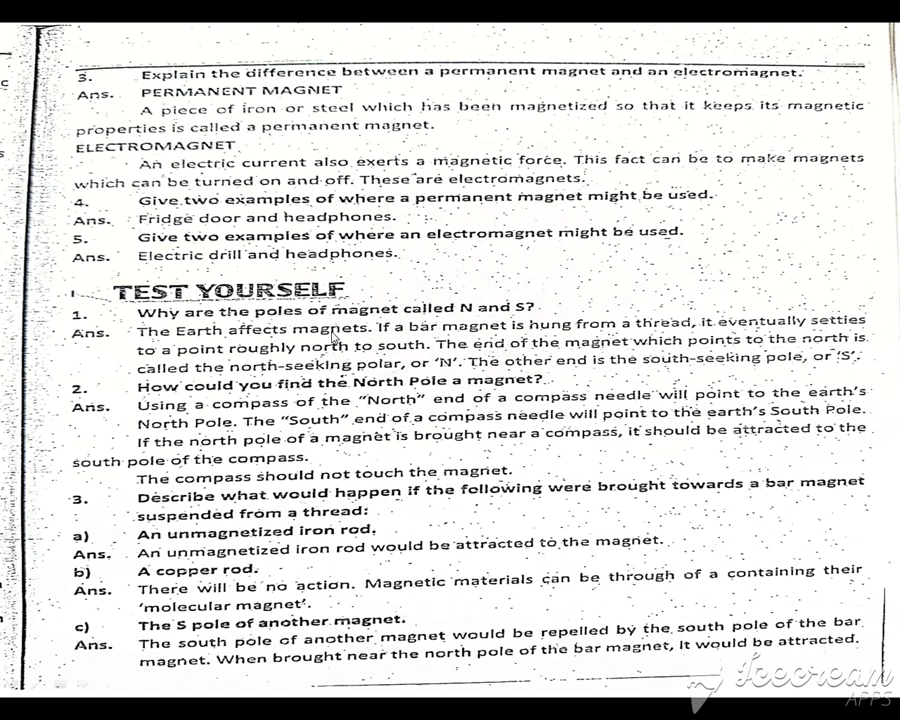 3. Explain the difference between a permanent magnet and an electromagnet.
Ans. PERMANENT MAGNET
A piece of iron or steel which has been magnetized so that it keeps its magnetic
properties is called a permanent magnet.
ELECTROMAGNET
An electric current also exerts a magnetic force. This fact can be to make magnets
which can be turned on and off. These are electromagnets.
4. Give two examples of where a permanent magnet might be used.
Ans. Fridge door and headphones.
5. Give two examples of where an electromagnet might be used.
Ans. Electric drill and headphones.
TEST YOURSELF
1. Why are the poles of magnet called N and S?
Ans. The Earth affects magnets. If a bar magnet is hung from a thread, it eventually setties
to a point roughly north to south. The end of the magnet which points to the north is
called the north-seeking polar, or 'N'. The other end is the south-seeking pole, or 'S'.
2. How could you find the North Pole a magnet?
Ans. Using a compass of the "North" end of a compass needle will point to the earth's
North Pole. The "South" end of a compass needle will point to the earth's South Pole.
If the north pole of a magnet is brought near a compass, it should be attracted to the
south pole of the compass.
The compass should not touch the magnet.
3. Describe what would happen if the following were brought towards a bar magnet
suspended from a thread:
a) An unmagnetized iron rod.
Ans. An unmagnetized iron rod would be attracted to the magnet.
b) A copper rod.
Ans. There will be no action. Magnetic materials can be through of a containing their
'molecular magnet'.
c) The S pole of another magnet.
Ans. The south pole of another magnet would be repelled by the south pole of the bar
magnet. When brought near the north pole of the bar magnet, it would be attracted.
Icecream
APPS